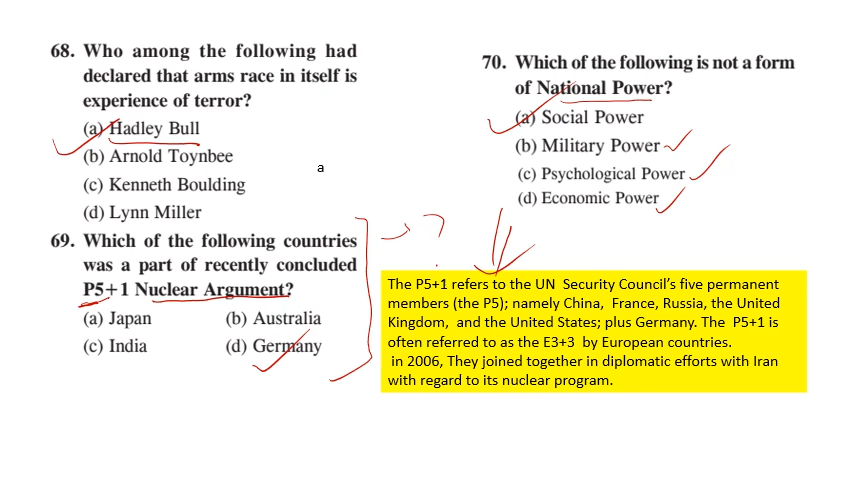 68. Who among the following had
declared that arms race in itself is
experience of terror?
(a) Hadley Bull
(b) Arnold Toynbee
(c) Kenneth Boulding
(d) Lynn Miller
69. Which of the following countries
was a part of recently concluded
P5+1 Nuclear Argument?
(a) Japan (b) Australia
(c) India (d) Germany
a
70. Which of the following is not a form
of National Power?
(a) Social Power
(b) Military Power
(c) Psychological Power
(d) Economic Power
?
The P5+1 refers to the UN Security Council's five permanent
members (the P5); namely China, France, Russia, the United
Kingdom, and the United States; plus Germany. The P5+1 is
often referred to as the E3+3 by European countries.
in 2006, They joined together in diplomatic efforts with Iran
with regard to its nuclear program.